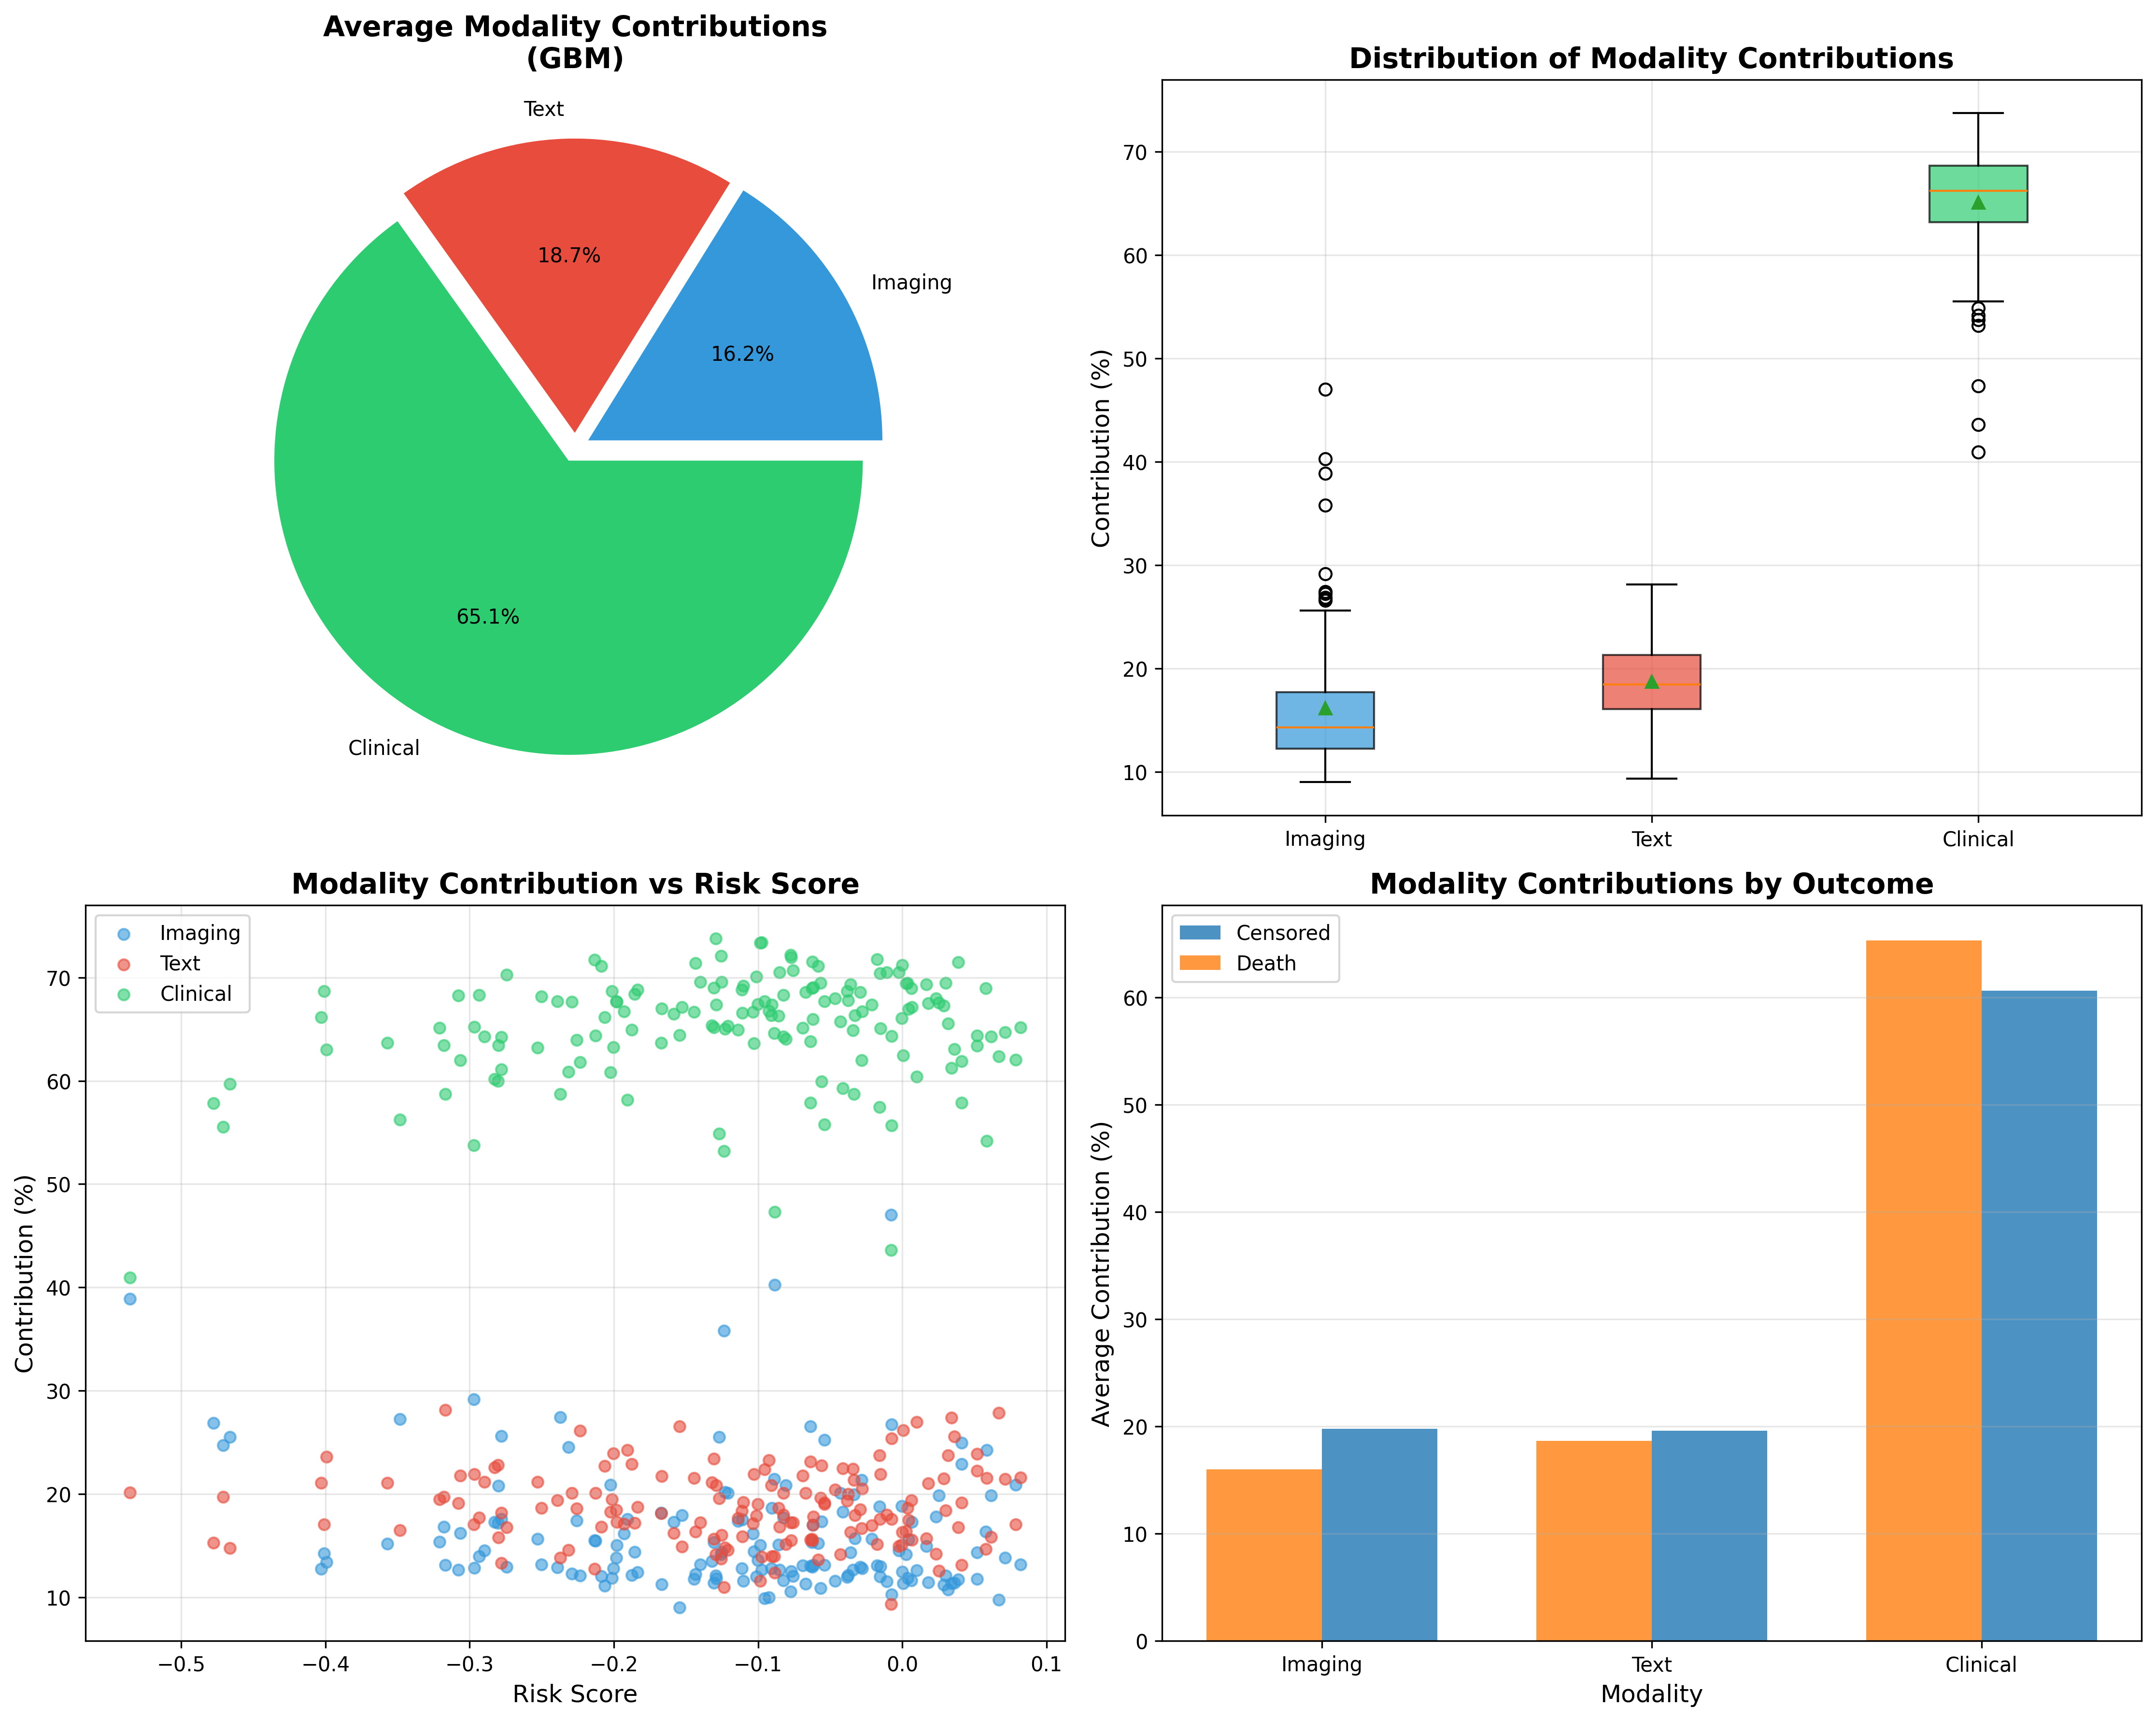 Average Modality Contributions
(GBM)
Text
18.7%
Imaging
16.2%
65.1%
Clinical
Distribution of Modality Contributions
Contribution (%)
70
60
50
40
30
20
10
Imaging
Text
Clinical
Modality Contribution vs Risk Score
Imaging
Text
Clinical
Contribution (%)
70
60
50
40
30
20
10
−0.5
−0.4
−0.3
−0.2
−0.1
0.0
0.1
Risk Score
Modality Contributions by Outcome
Censored
Death
Average Contribution (%)
60
50
40
30
20
10
0
Imaging
Text
Clinical
Modality